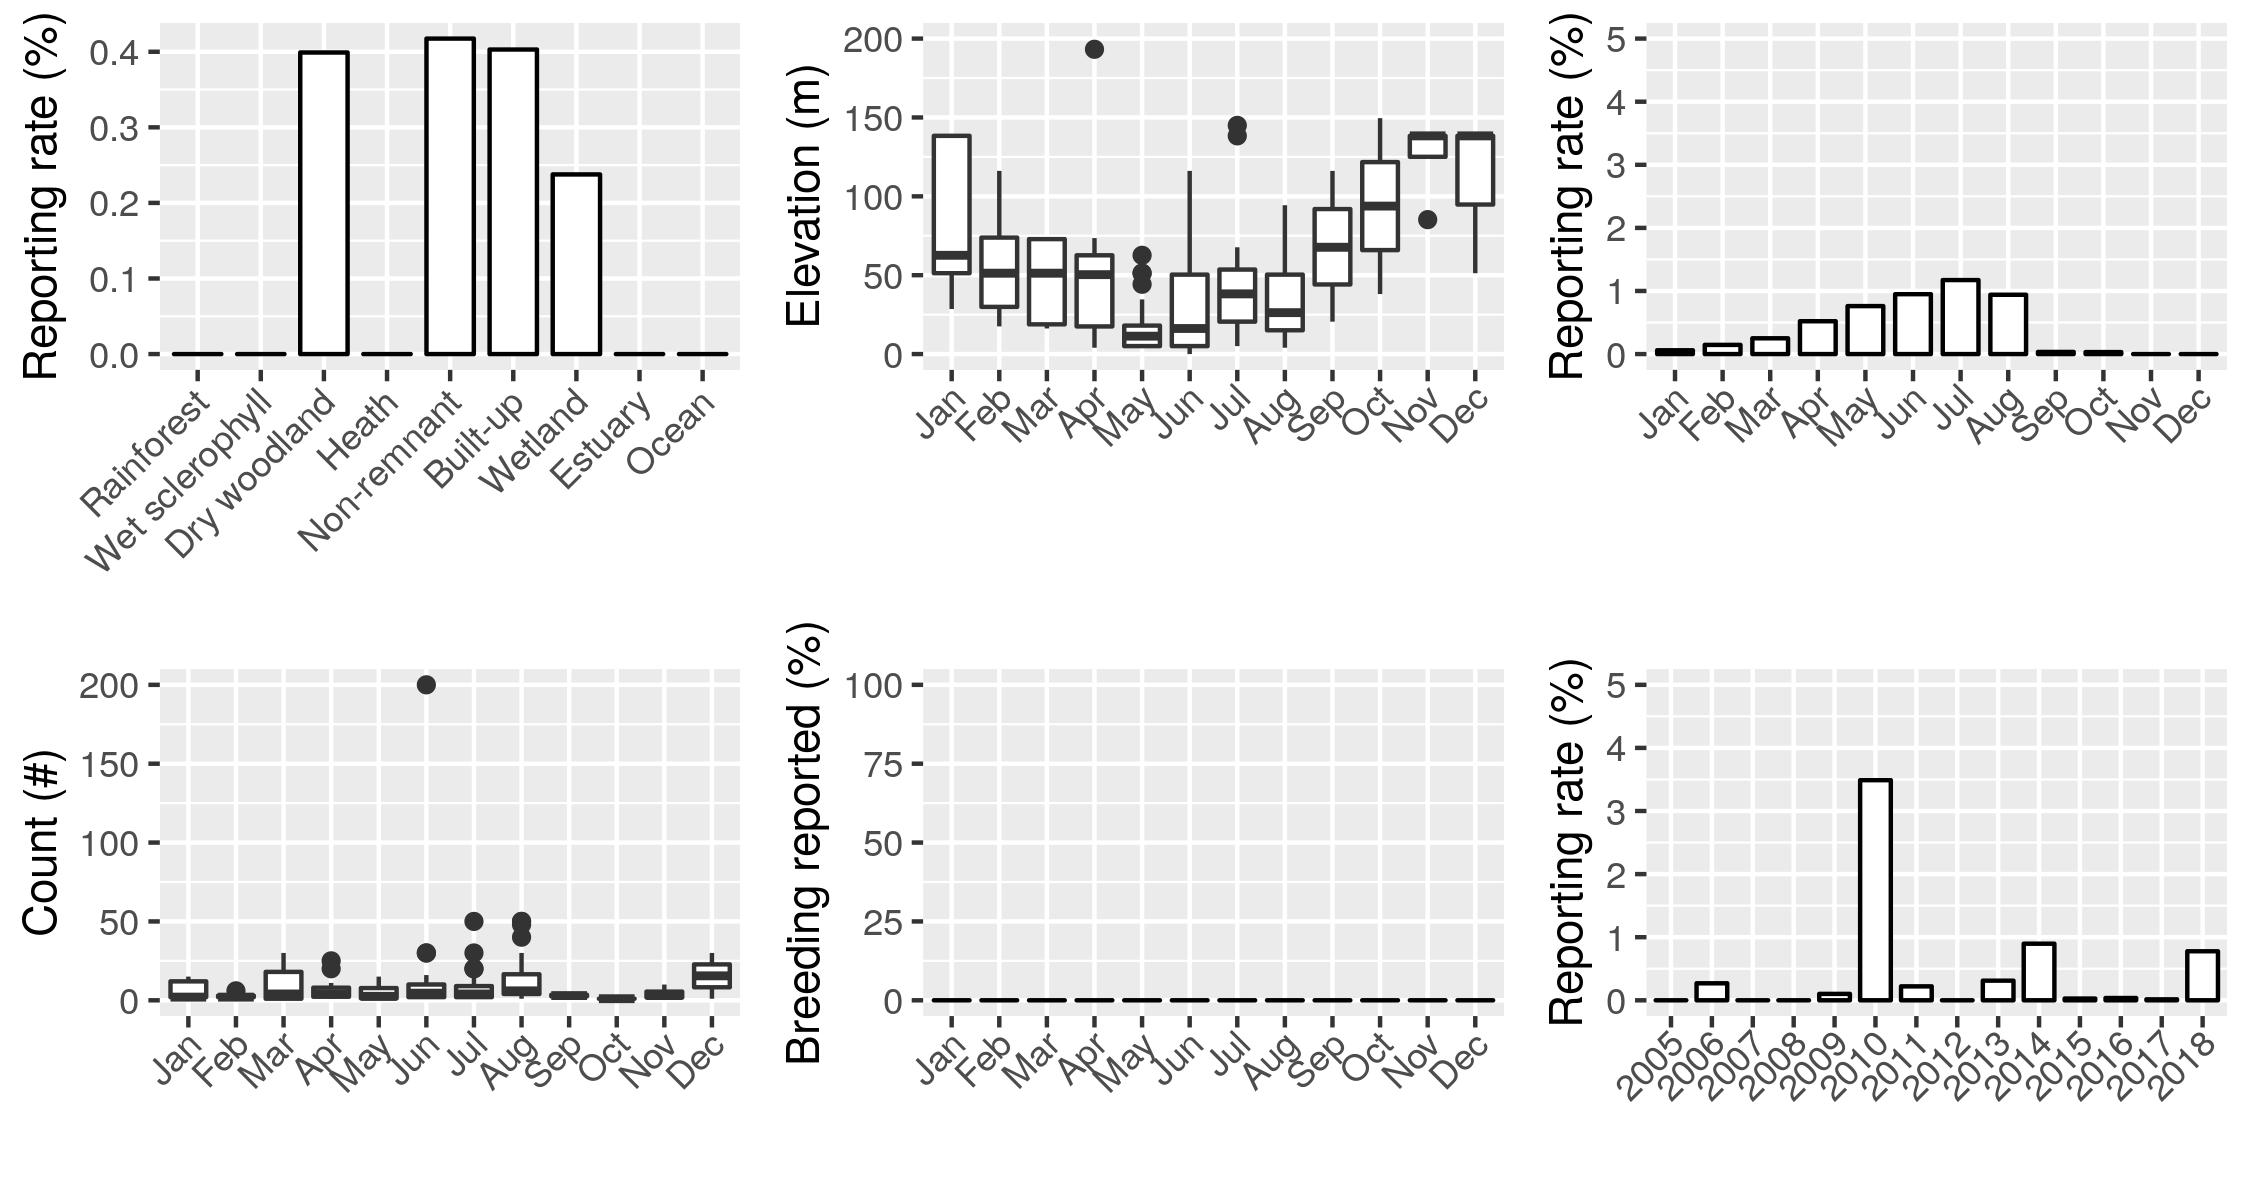 Reporting rate (%)
0.4
0.3
0.2
0.1
0.0
Rainforest
Wet sclerophyll
Dry woodland
Heath
Non-remnant
Built-up
Wetland
Estuary
Ocean
Elevation (m)
200
150
100
50
0
Jan
Feb
Mar
Apr
May
Jun
Jul
Aug
Sep
Oct
Nov
Dec
Reporting rate (%)
5
4
3
2
1
0
Jan
Feb
Mar
Apr
May
Jun
Jul
Aug
Sep
Oct
Nov
Dec
Count (#)
200
150
100
50
0
Jan
Feb
Mar
Apr
May
Jun
Jul
Aug
Sep
Oct
Nov
Dec
Breeding reported (%)
100
75
50
25
0
Jan
Feb
Mar
Apr
May
Jun
Jul
Aug
Sep
Oct
Nov
Dec
Reporting rate (%)
5
4
3
2
1
0
2005
2006
2007
2008
2009
2010
2011
2012
2013
2014
2015
2016
2017
2018